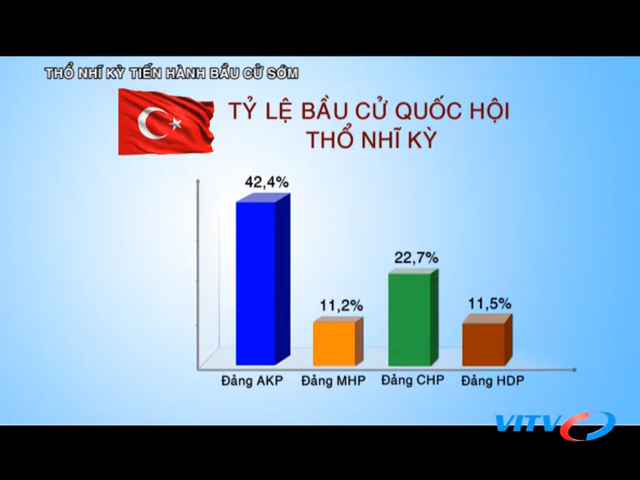 THỔ NHĨ KỲ TIẾN HÀNH BẦU CỬ SỚM
TỶ LỆ BẦU CỬ QUỐC HỘI
THỔ NHĨ KỲ
42,4%
11,2%
22,7%
11,5%
Đảng AKP
Đảng MHP
Đảng CHP
Đảng HDP
VITV